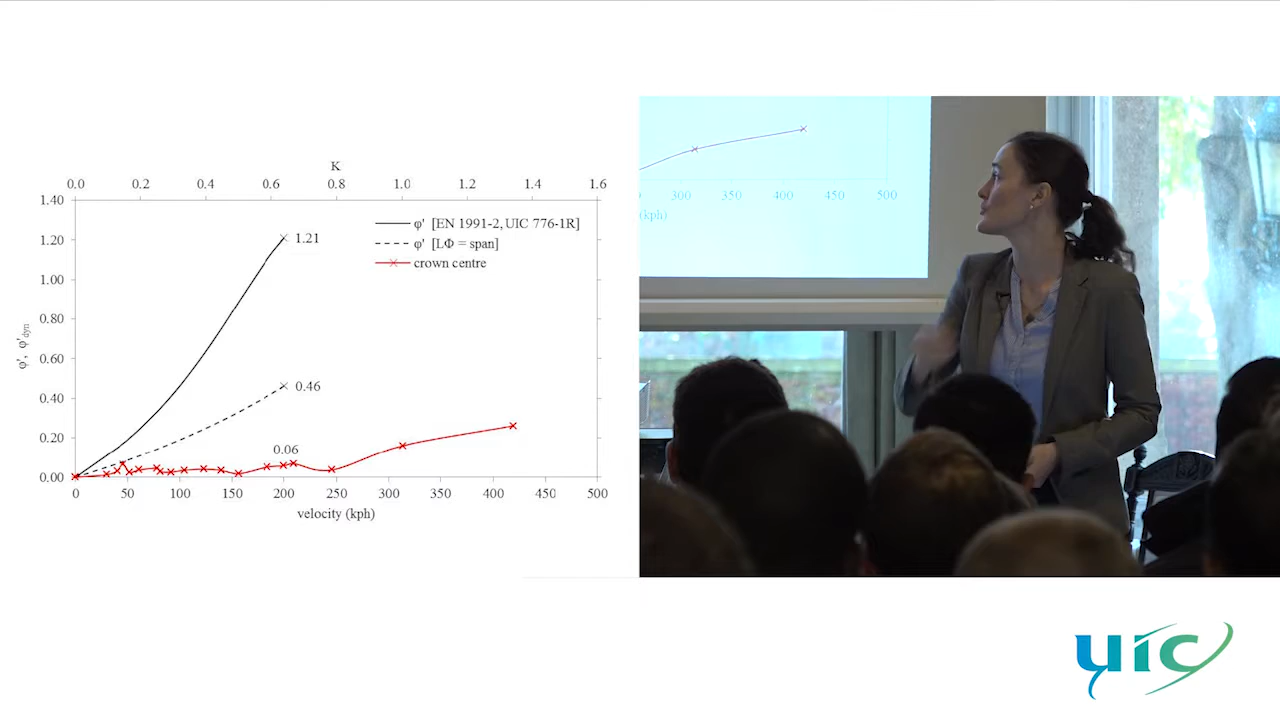 K
0.0 0.2 0.4 0.6 0.8 1.0 1.2 1.4 1.6
1.40
1.20
1.00
0.80
0.60
0.40
0.20
0.00
φ', φ'dyn
φ' [EN 1991-2, UIC 776-1R]
φ' [LΦ = span]
crown centre
1.21
0.46
0.06
0 50 100 150 200 250 300 350 400 450 500
velocity (kph)
300 350 400 450 500
(kph)
uic